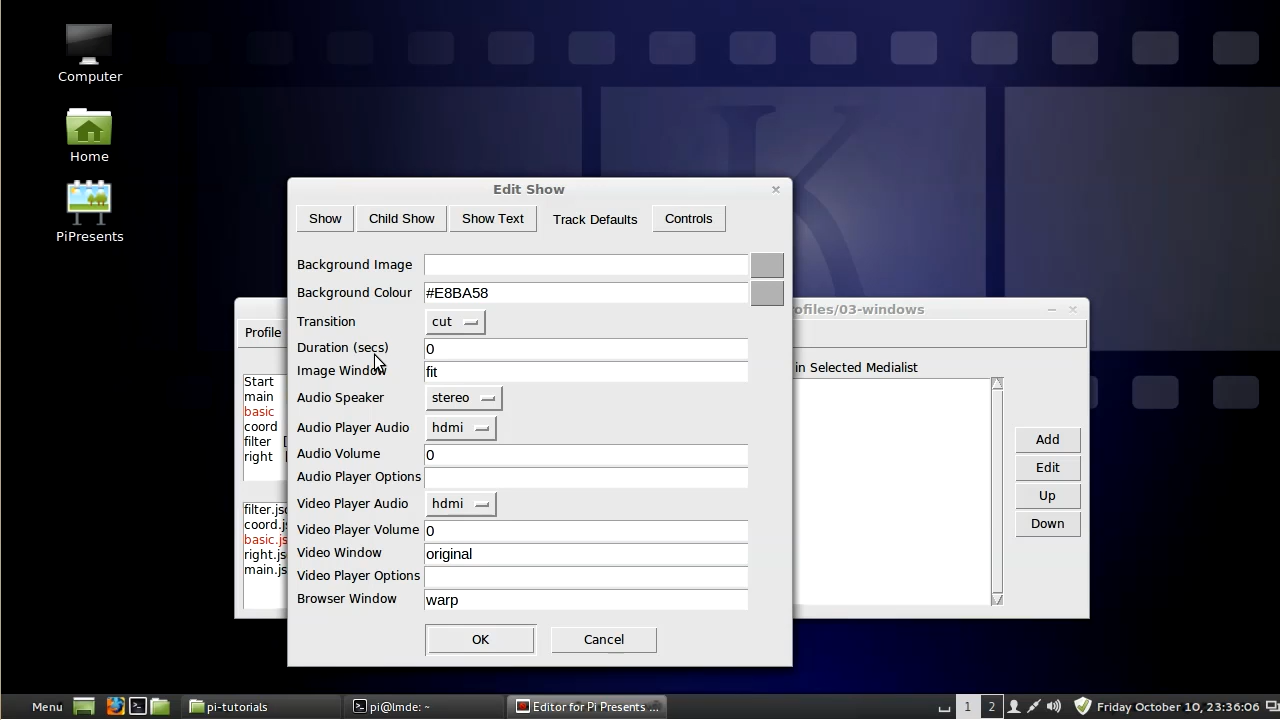 Computer
Home
PiPresents
Edit Show
Show
Child Show
Show Text
Track Defaults
Controls
Background Image
Background Colour
#E8BA58
Transition
cut
Duration (secs)
0
Image Window
fit
Audio Speaker
stereo
Audio Player Audio
hdmi
Audio Volume
0
Audio Player Options
Video Player Audio
hdmi
Video Player Volume
0
Video Window
original
Video Player Options
Browser Window
warp
OK
Cancel
ofiles/03-windows
Profile
in Selected Medialist
Start
main
basic
coord
filter [
right [
filter.jso
coord.j
basic.js
right.js
main.js
Add
Edit
Up
Down
Menu
pi-tutorials
pi@lmde: ~
Editor for Pi Presents ...
1
2
Friday October 10, 23:36:06